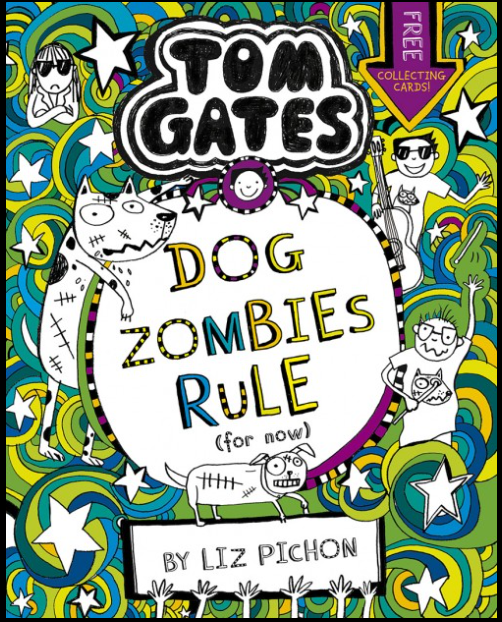 FREE
COLLECTING
CARDS!
TOM
GATES
DOG
ZOMBIES
RULE
(for now)
BY LIZ PICHON